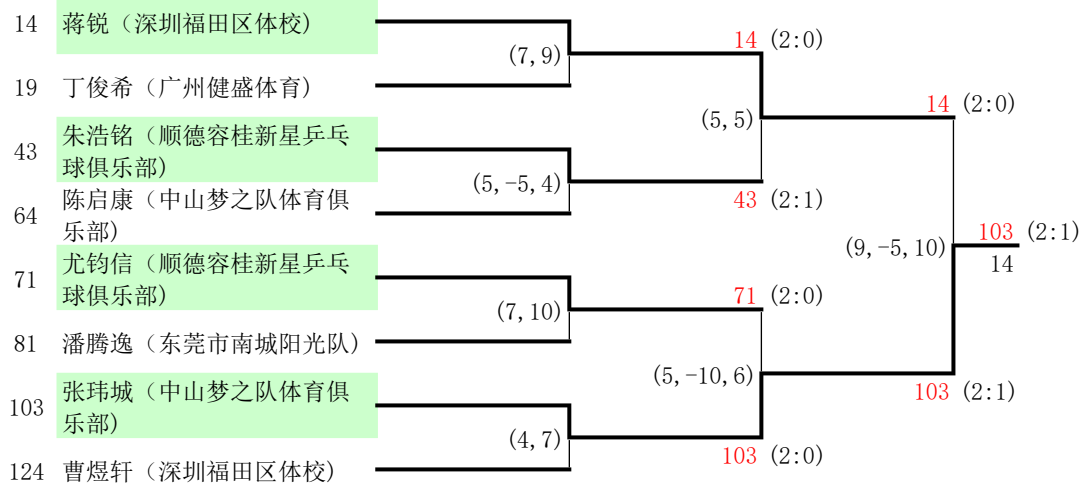 14 蒋锐（深圳福田区体校)
(7,9)
14 (2:0)
19 丁俊希（广州健盛体育)
14 (2:0)
(5,5)
43 朱浩铭（顺德容桂新星乒乓
球俱乐部)
(5,-5,4)
43 (2:1)
64 陈启康（中山梦之队体育俱
乐部)
103 (2:1)
(9,-5,10)
14
71 尤钧信（顺德容桂新星乒乓
球俱乐部)
(7,10)
71 (2:0)
81 潘腾逸（东莞市南城阳光队)
(5,-10,6)
103 (2:1)
103 张玮城（中山梦之队体育俱
乐部)
(4,7)
103 (2:0)
124 曹煜轩（深圳福田区体校)